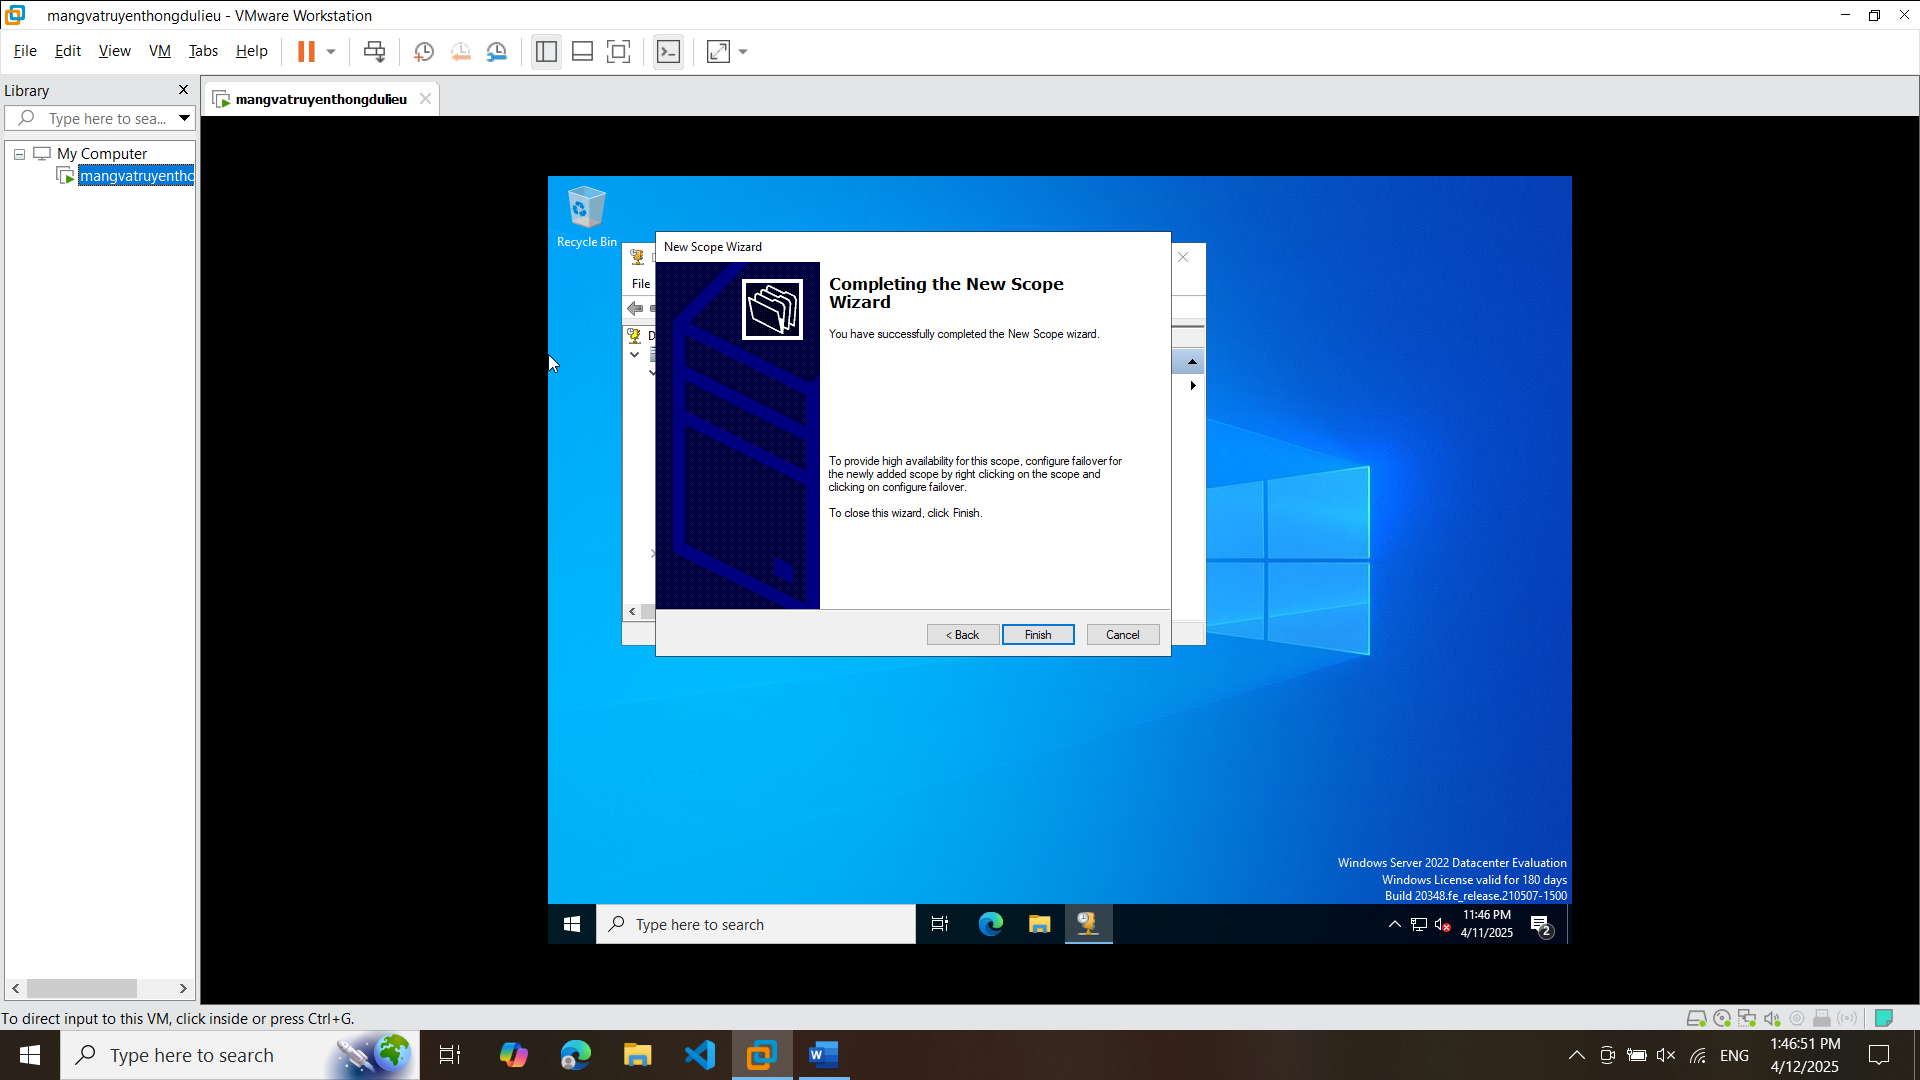 mangvatruyenthongdulieu - VMware Workstation
File Edit View VM Tabs Help
Library
mangvatruyenthongdulieu
Type here to sea...
My Computer
mangvatruyentho
Recycle Bin
New Scope Wizard
File
D
Completing the New Scope
Wizard
You have successfully completed the New Scope wizard.
To provide high availability for this scope, configure failover for
the newly added scope by right clicking on the scope and
clicking on configure failover.
To close this wizard, click Finish.
< Back Finish Cancel
Windows Server 2022 Datacenter Evaluation
Windows License valid for 180 days
Build 20348.fe_release.210507-1500
Type here to search
11:46 PM
4/11/2025
2
To direct input to this VM, click inside or press Ctrl+G.
Type here to search
ENG
1:46:51 PM
4/12/2025